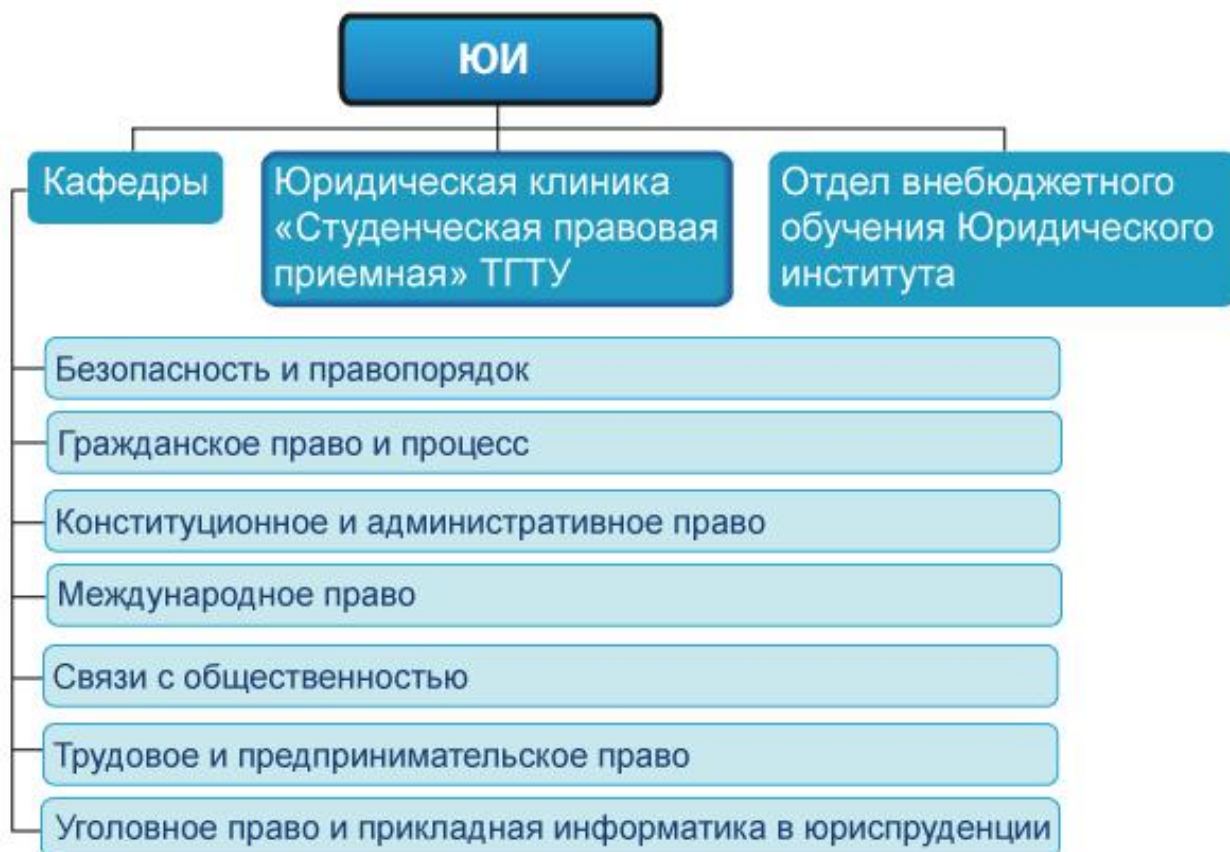 ЮИ
Кафедры
Юридическая клиника
«Студенческая правовая
приемная» ТГТУ
Отдел внебюджетного
обучения Юридического
института
Безопасность и правопорядок
Гражданское право и процесс
Конституционное и административное право
Международное право
Связи с общественностью
Трудовое и предпринимательское право
Уголовное право и прикладная информатика в юриспруденции